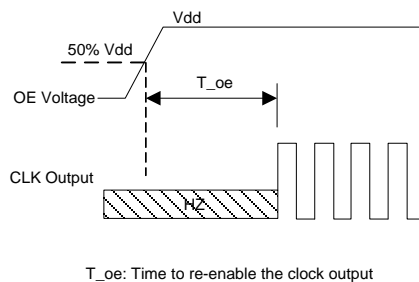 Vdd
50% Vdd
T_oe
OE Voltage
CLK Output
HZ
T_oe: Time to re-enable the clock output